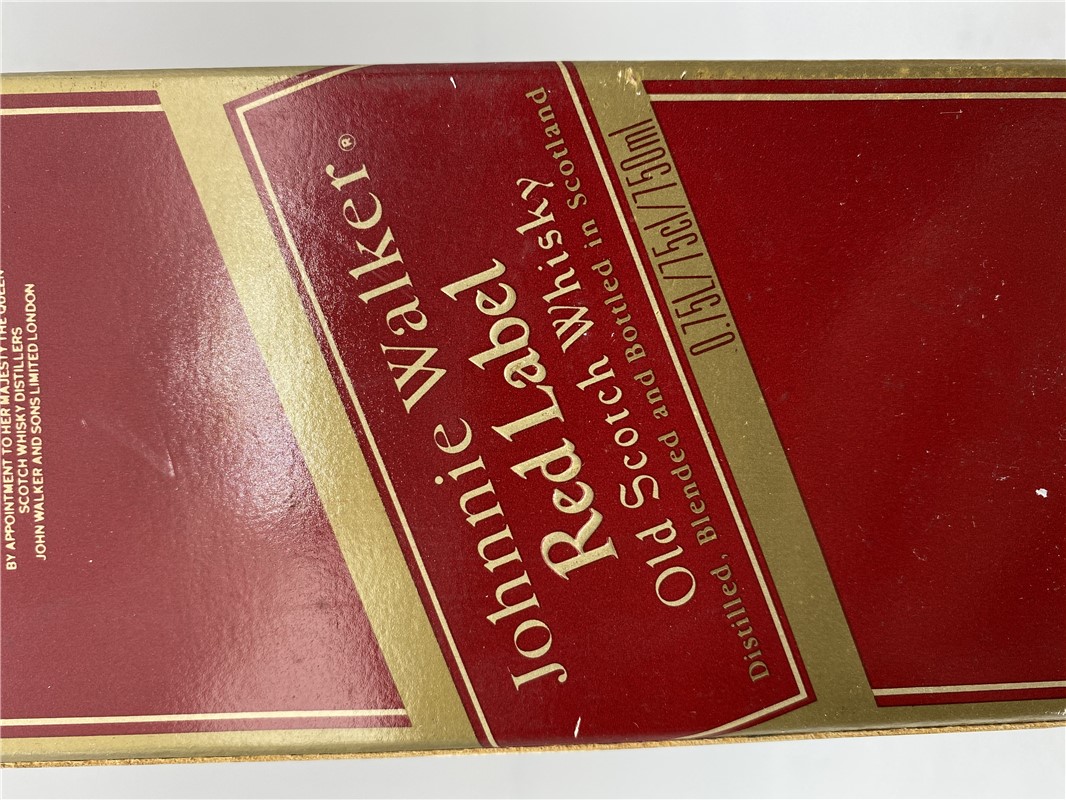 BY APPOINTMENT TO HER MAJESTY THE QUEEN
SCOTCH WHISKY DISTILLERS
JOHN WALKER AND SONS LIMITED LONDON
Johnnie Walker®
Red Label
Old Scotch Whisky
Distilled, Blended and Bottled in Scotland
0.75L/75cl/750ml